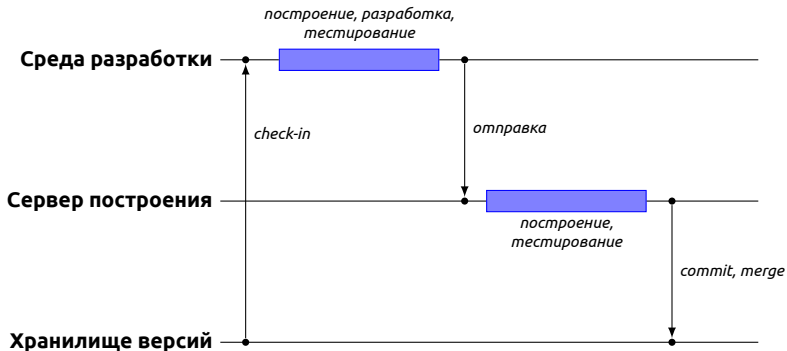 построение, разработка,
тестирование
Среда разработки
check-in
отправка
Сервер построения
построение,
тестирование
commit, merge
Хранилище версий